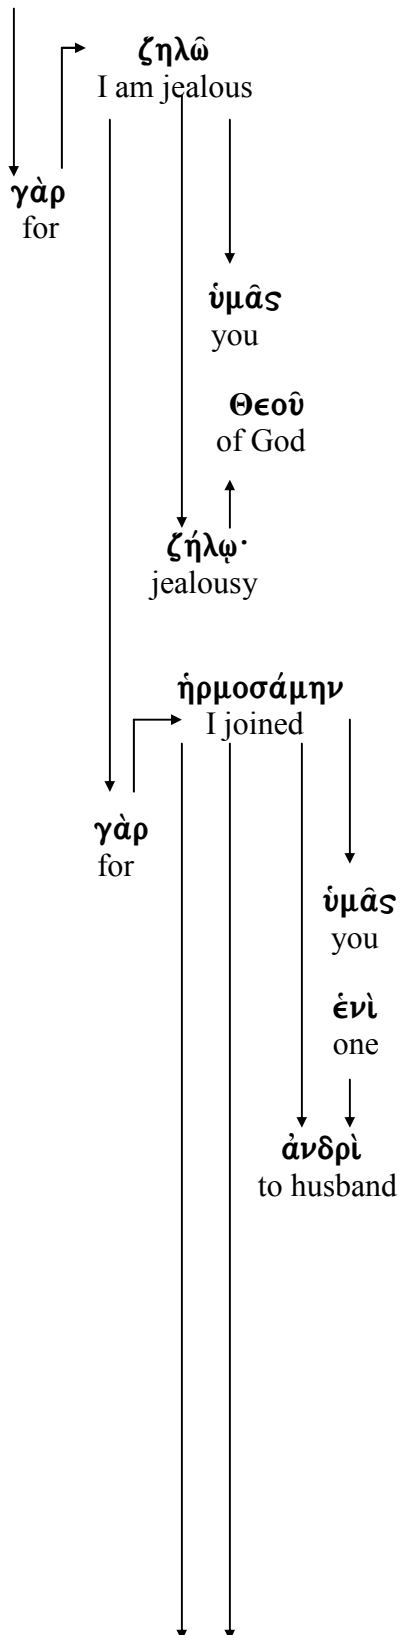 ζηλῶ
I am jealous
γὰρ
for
ὑμᾶς
you
Θεοῦ
of God
ζήλῳ·
jealousy
ἡρμοσάμην
I joined
γὰρ
for
ὑμᾶς
you
ἑνὶ
one
ἀνδρὶ
to husband